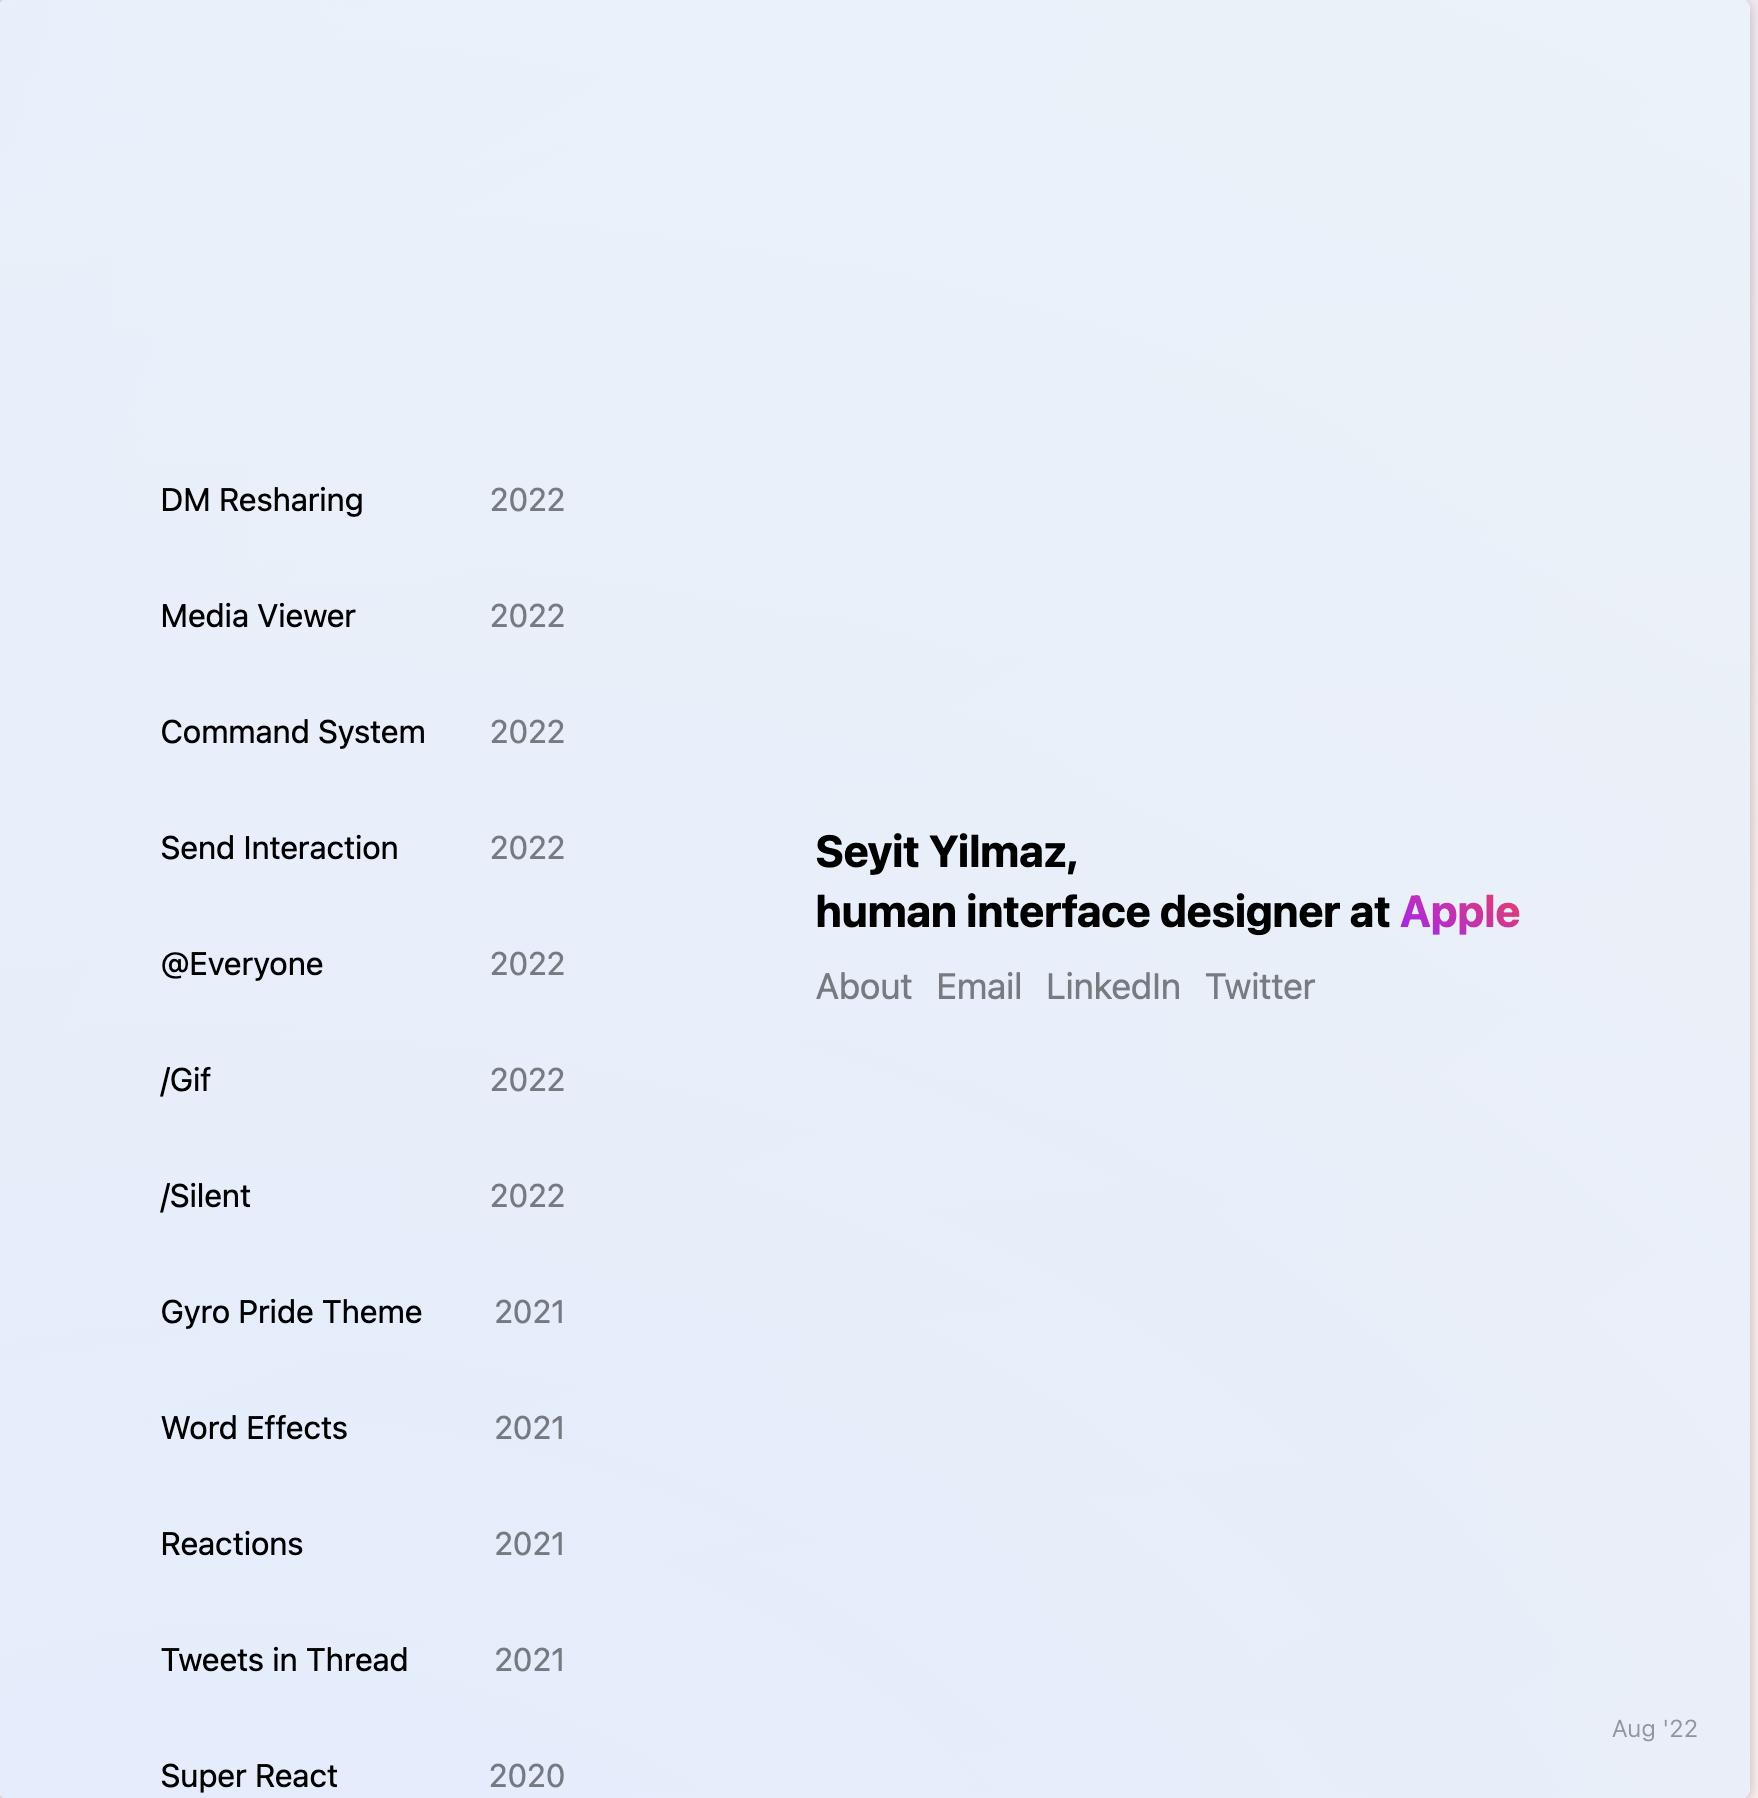 DM Resharing 2022
Media Viewer 2022
Command System 2022
Send Interaction 2022
@Everyone 2022
/Gif 2022
/Silent 2022
Gyro Pride Theme 2021
Word Effects 2021
Reactions 2021
Tweets in Thread 2021
Super React 2020
Seyit Yilmaz,
human interface designer at Apple
About Email LinkedIn Twitter
Aug '22